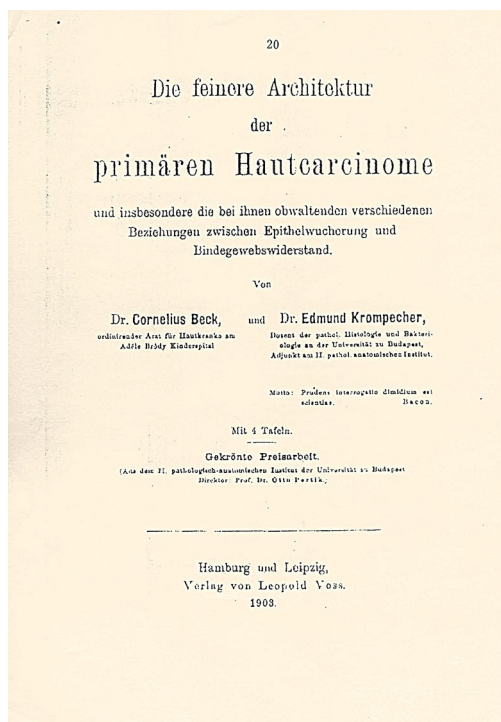 20
Die feinere Architektur
der
primären Hautcarcinome
und insbesondere die bei ihnen obwaltenden verschiedenen
Beziehungen zwischen Epithelwucherung und
Bindegewebswiderstand.
Von
Dr. Cornelius Beck, und Dr. Edmund Krompecher,
ordinirender Arzt für Hautkranke am
Adéle Bródy Kinderspital
Dozent der pathol. Histologie und Bakteri-
ologie an der Universität zu Budapest,
Adjunkt am II. pathol. anatomischen Institut.
Motto: Prudens interrogatio dimidium est
scientiae. Bacon.
Mit 4 Tafeln.
Gekrönte Preisarbeit.
(Aus dem II. pathologisch-anatomischen Institut der Universität zu Budapest
Direktor: Prof. Dr. Otto Pertik.)
Hamburg und Leipzig,
Verlag von Leopold Voss.
1903.